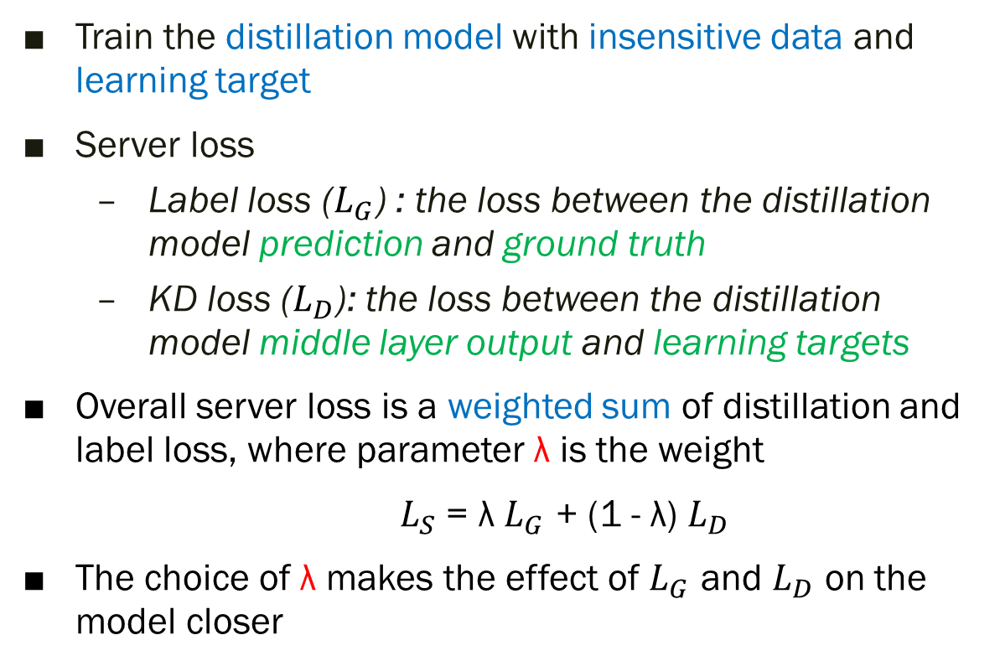 ■ Train the distillation model with insensitive data and
learning target
■ Server loss
– Label loss (L_G) : the loss between the distillation
model prediction and ground truth
– KD loss (L_D): the loss between the distillation
model middle layer output and learning targets
■ Overall server loss is a weighted sum of distillation and
label loss, where parameter λ is the weight
L_S = λ L_G + (1 - λ) L_D
■ The choice of λ makes the effect of L_G and L_D on the
model closer